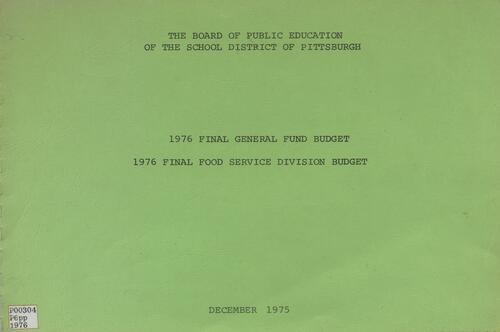 THE BOARD OF PUBLIC EDUCATION
OF THE SCHOOL DISTRICT OF PITTSBURGH
1976 FINAL GENERAL FUND BUDGET
1976 FINAL FOOD SERVICE DIVISION BUDGET
DECEMBER 1975
P00304
P6pp
1976